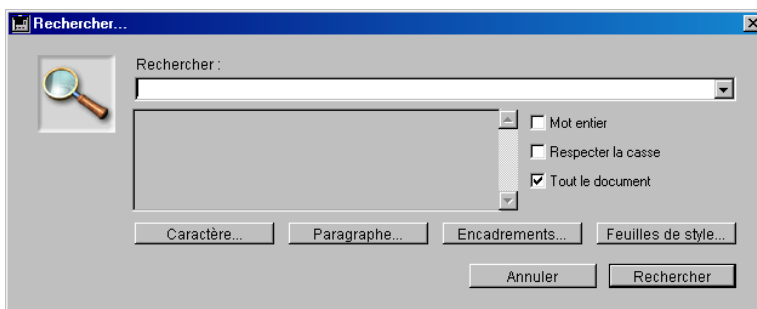 Rechercher...
Rechercher :
Mot entier
Respecter la casse
Tout le document
Caractère... Paragraphe... Encadrements... Feuilles de style...
Annuler Rechercher